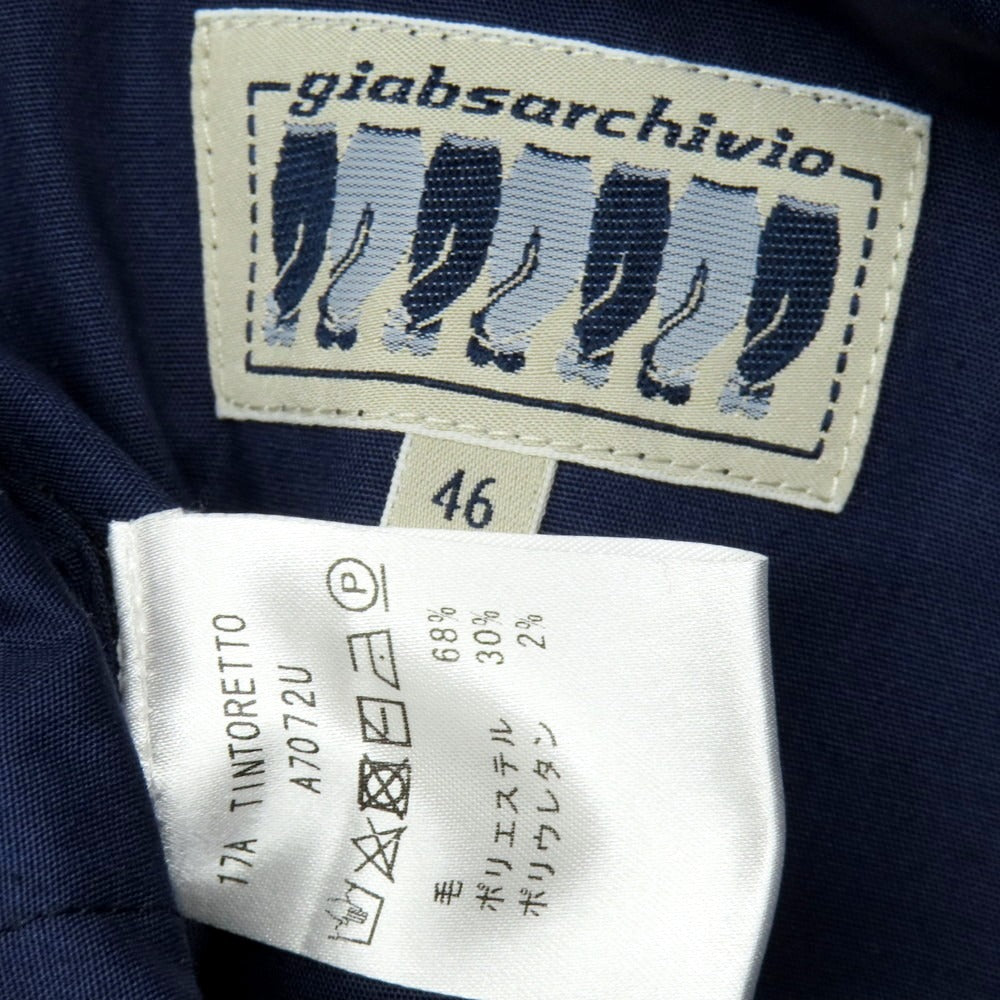 giabsarchivio
46
17A TINTORETTO
A7072U
P
毛 68%
ポリエステル 30%
ポリウレタン 2%